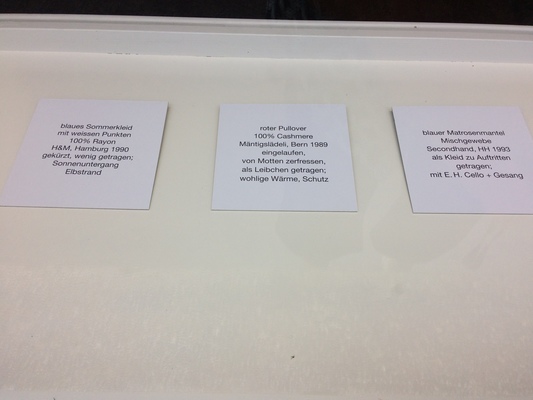 blaues Sommerkleid
mit weissen Punkten
100% Rayon
H&M, Hamburg 1990
gekürzt, wenig getragen:
Sonnenuntergang
Elbstrand
roter Pullover
100% Cashmere
Mäntigslädeli, Bern 1989
eingelaufen,
von Motten zerfressen,
als Leibchen getragen;
wohlige Wärme, Schutz
blauer Matrosenmantel
Mischgewebe
Secondhand, HH 1993
als Kleid zu Auftritten
getragen;
mit E. H. Cello + Gesang